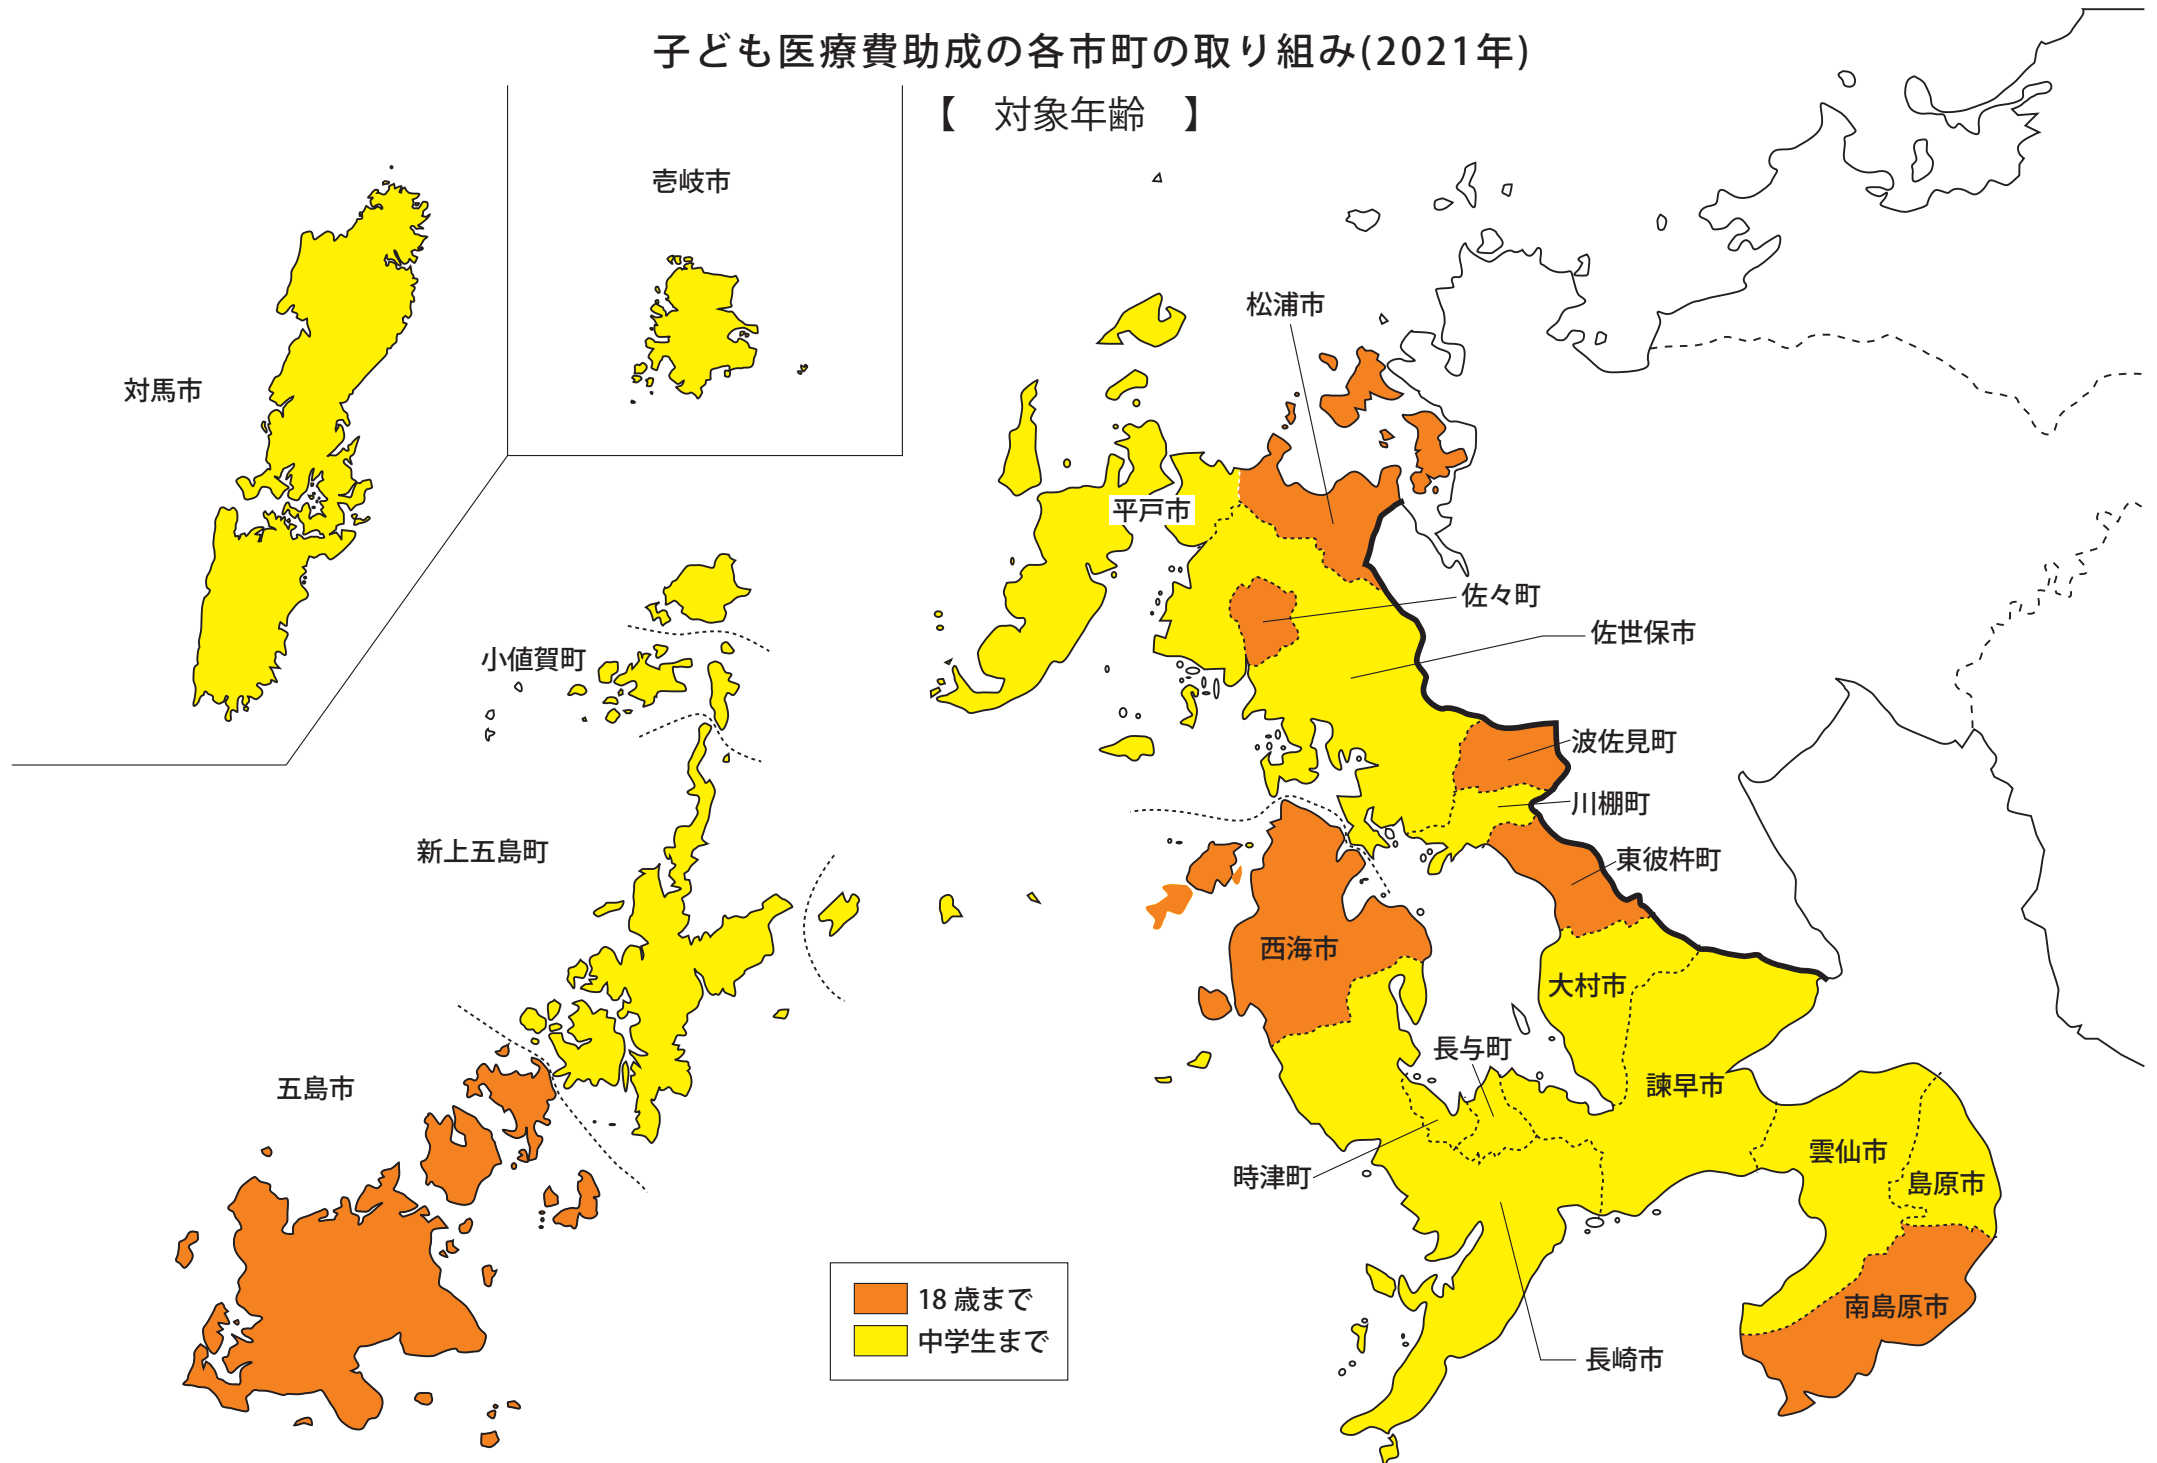 子ども医療費助成の各市町の取り組み(2021年)
【　対象年齢　】
壱岐市
対馬市
松浦市
平戸市
佐々町
佐世保市
小値賀町
波佐見町
川棚町
新上五島町
東彼杵町
西海市
大村市
長与町
諫早市
五島市
雲仙市
時津町
島原市
南島原市
長崎市
18 歳まで
中学生まで